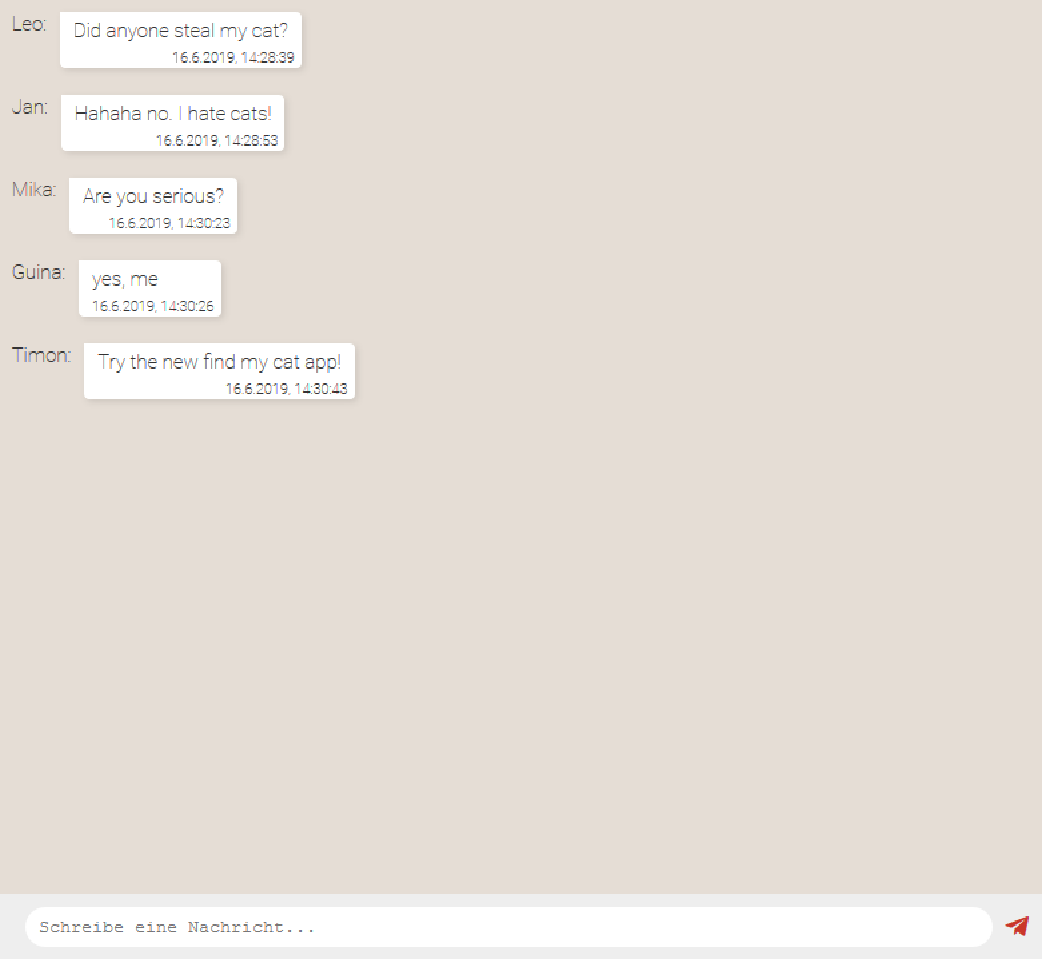 Leo:
Did anyone steal my cat?
16.6.2019, 14:28:39
Jan:
Hahaha no. I hate cats!
16.6.2019, 14:28:53
Mika:
Are you serious?
16.6.2019, 14:30:23
Guina:
yes, me
16.6.2019, 14:30:26
Timon:
Try the new find my cat app!
16.6.2019, 14:30:43
Schreibe eine Nachricht...